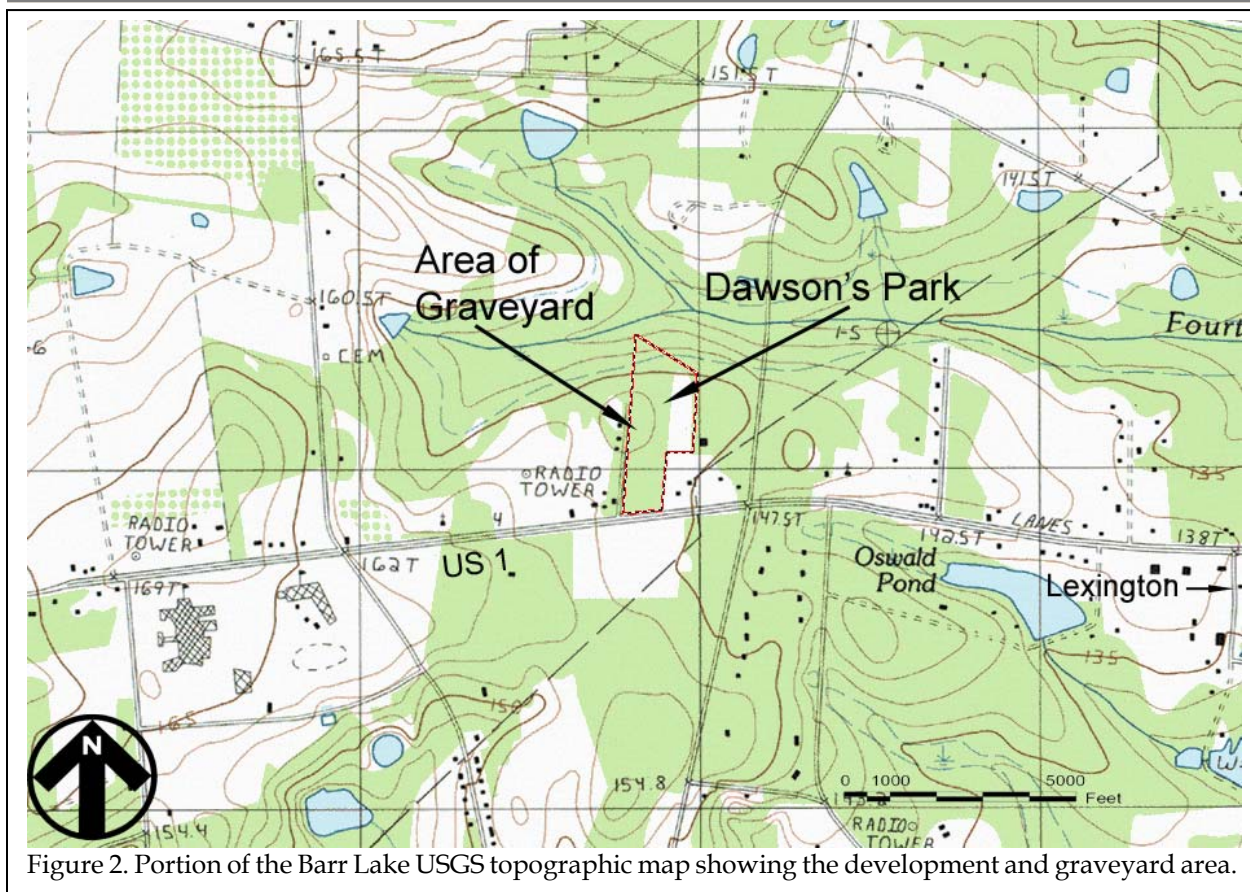 165.5T
151.5T
141.5T
Area of
Graveyard
Dawson's Park
160.5T
CEM
1-S
Fourt
RADIO
TOWER
135
RADIO
TOWER
4
147.5T
142.5T
LANES
138T
162T
US 1
Oswald
Pond
Lexington
169T
135
165
150
N
154.8
0 1000 5000
Feet
154.4
RADIO
TOWER
Figure 2. Portion of the Barr Lake USGS topographic map showing the development and graveyard area.